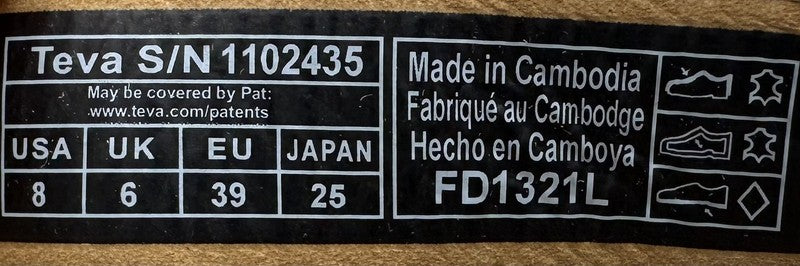 Teva S/N 1102435
May be covered by Pat:
www.teva.com/patents
USA UK EU JAPAN
8 6 39 25
Made in Cambodia
Fabriqué au Cambodge
Hecho en Camboya
FD1321L